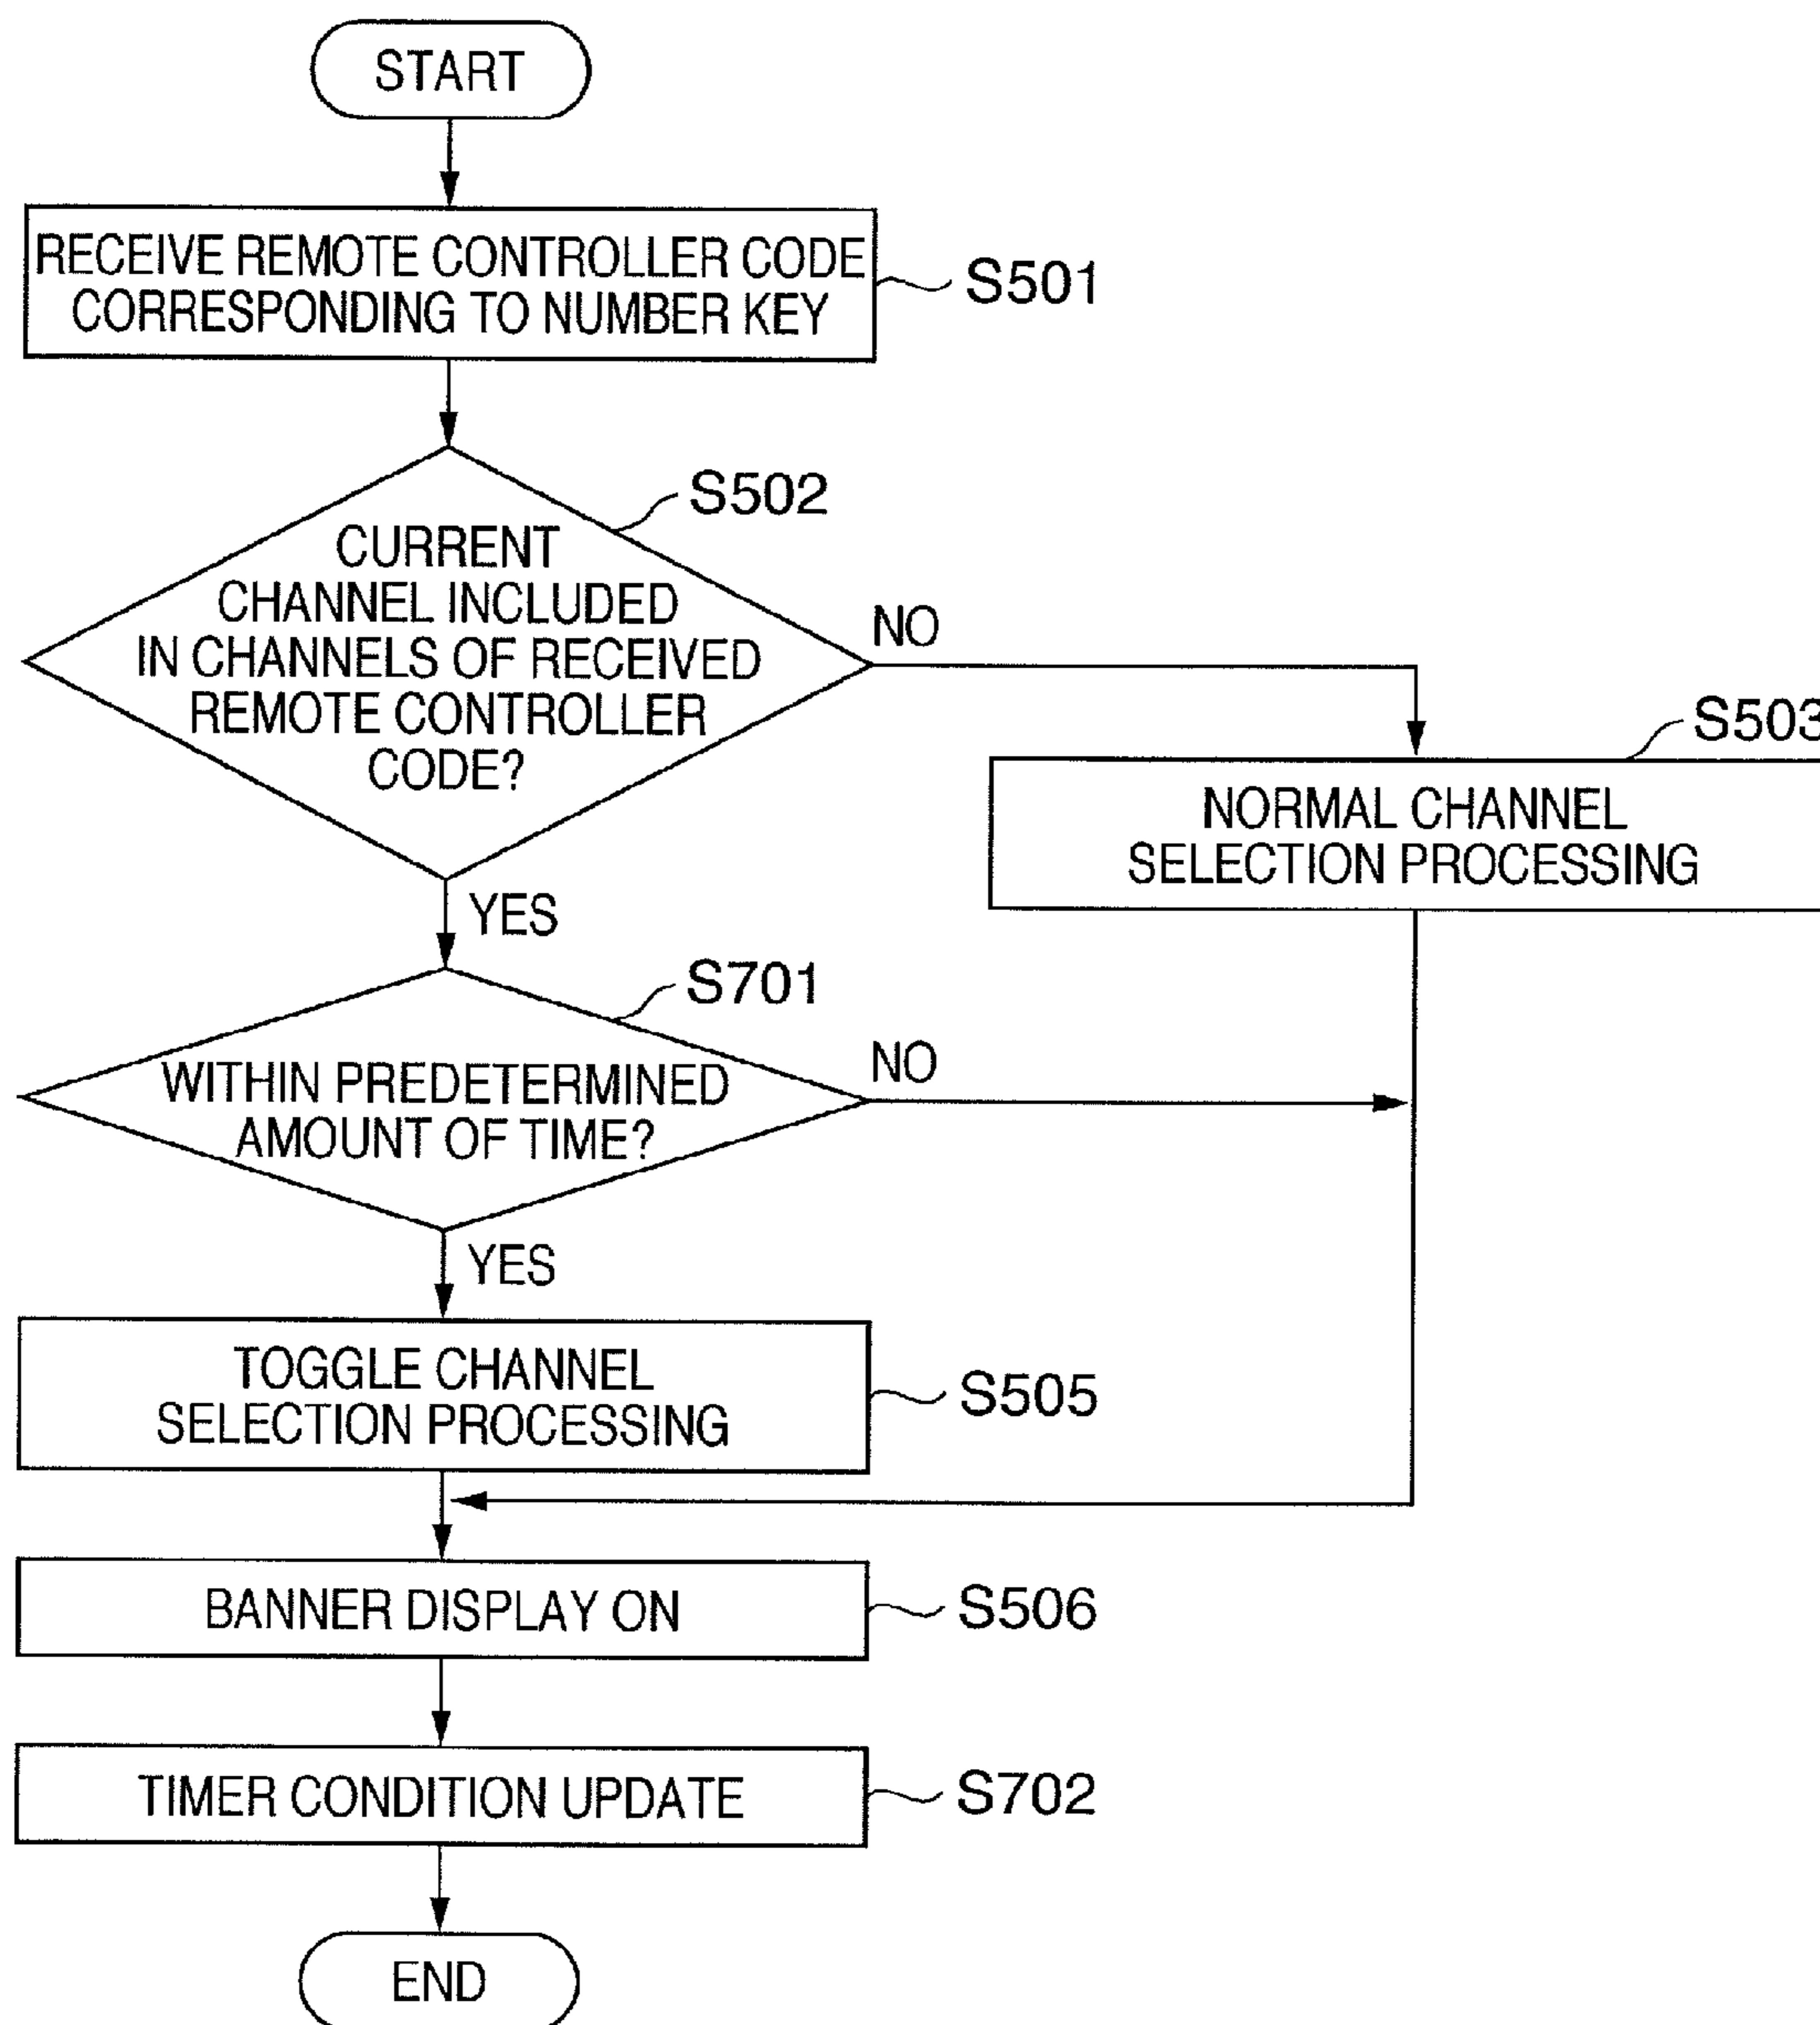 START
RECEIVE REMOTE CONTROLLER CODE
CORRESPONDING TO NUMBER KEY
S501
S502
CURRENT
CHANNEL INCLUDED
IN CHANNELS OF RECEIVED
REMOTE CONTROLLER
CODE?
NO
S503
NORMAL CHANNEL
SELECTION PROCESSING
YES
S701
WITHIN PREDETERMINED
AMOUNT OF TIME?
NO
YES
TOGGLE CHANNEL
SELECTION PROCESSING
S505
BANNER DISPLAY ON
S506
TIMER CONDITION UPDATE
S702
END